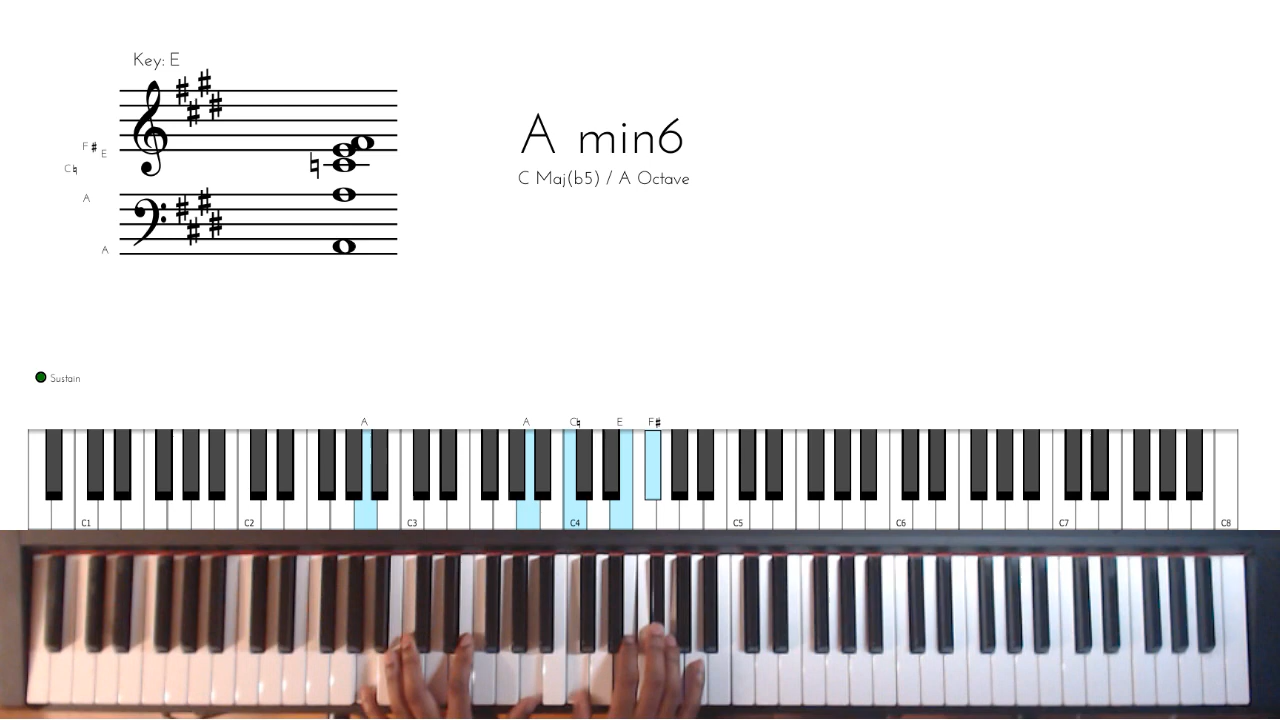 Key: E
F♯
E
C♮
A
A
A min6
C Maj(b5) / A Octave
Sustain
A A C♮ E F♯
C1 C2 C3 C4 C5 C6 C7 C8